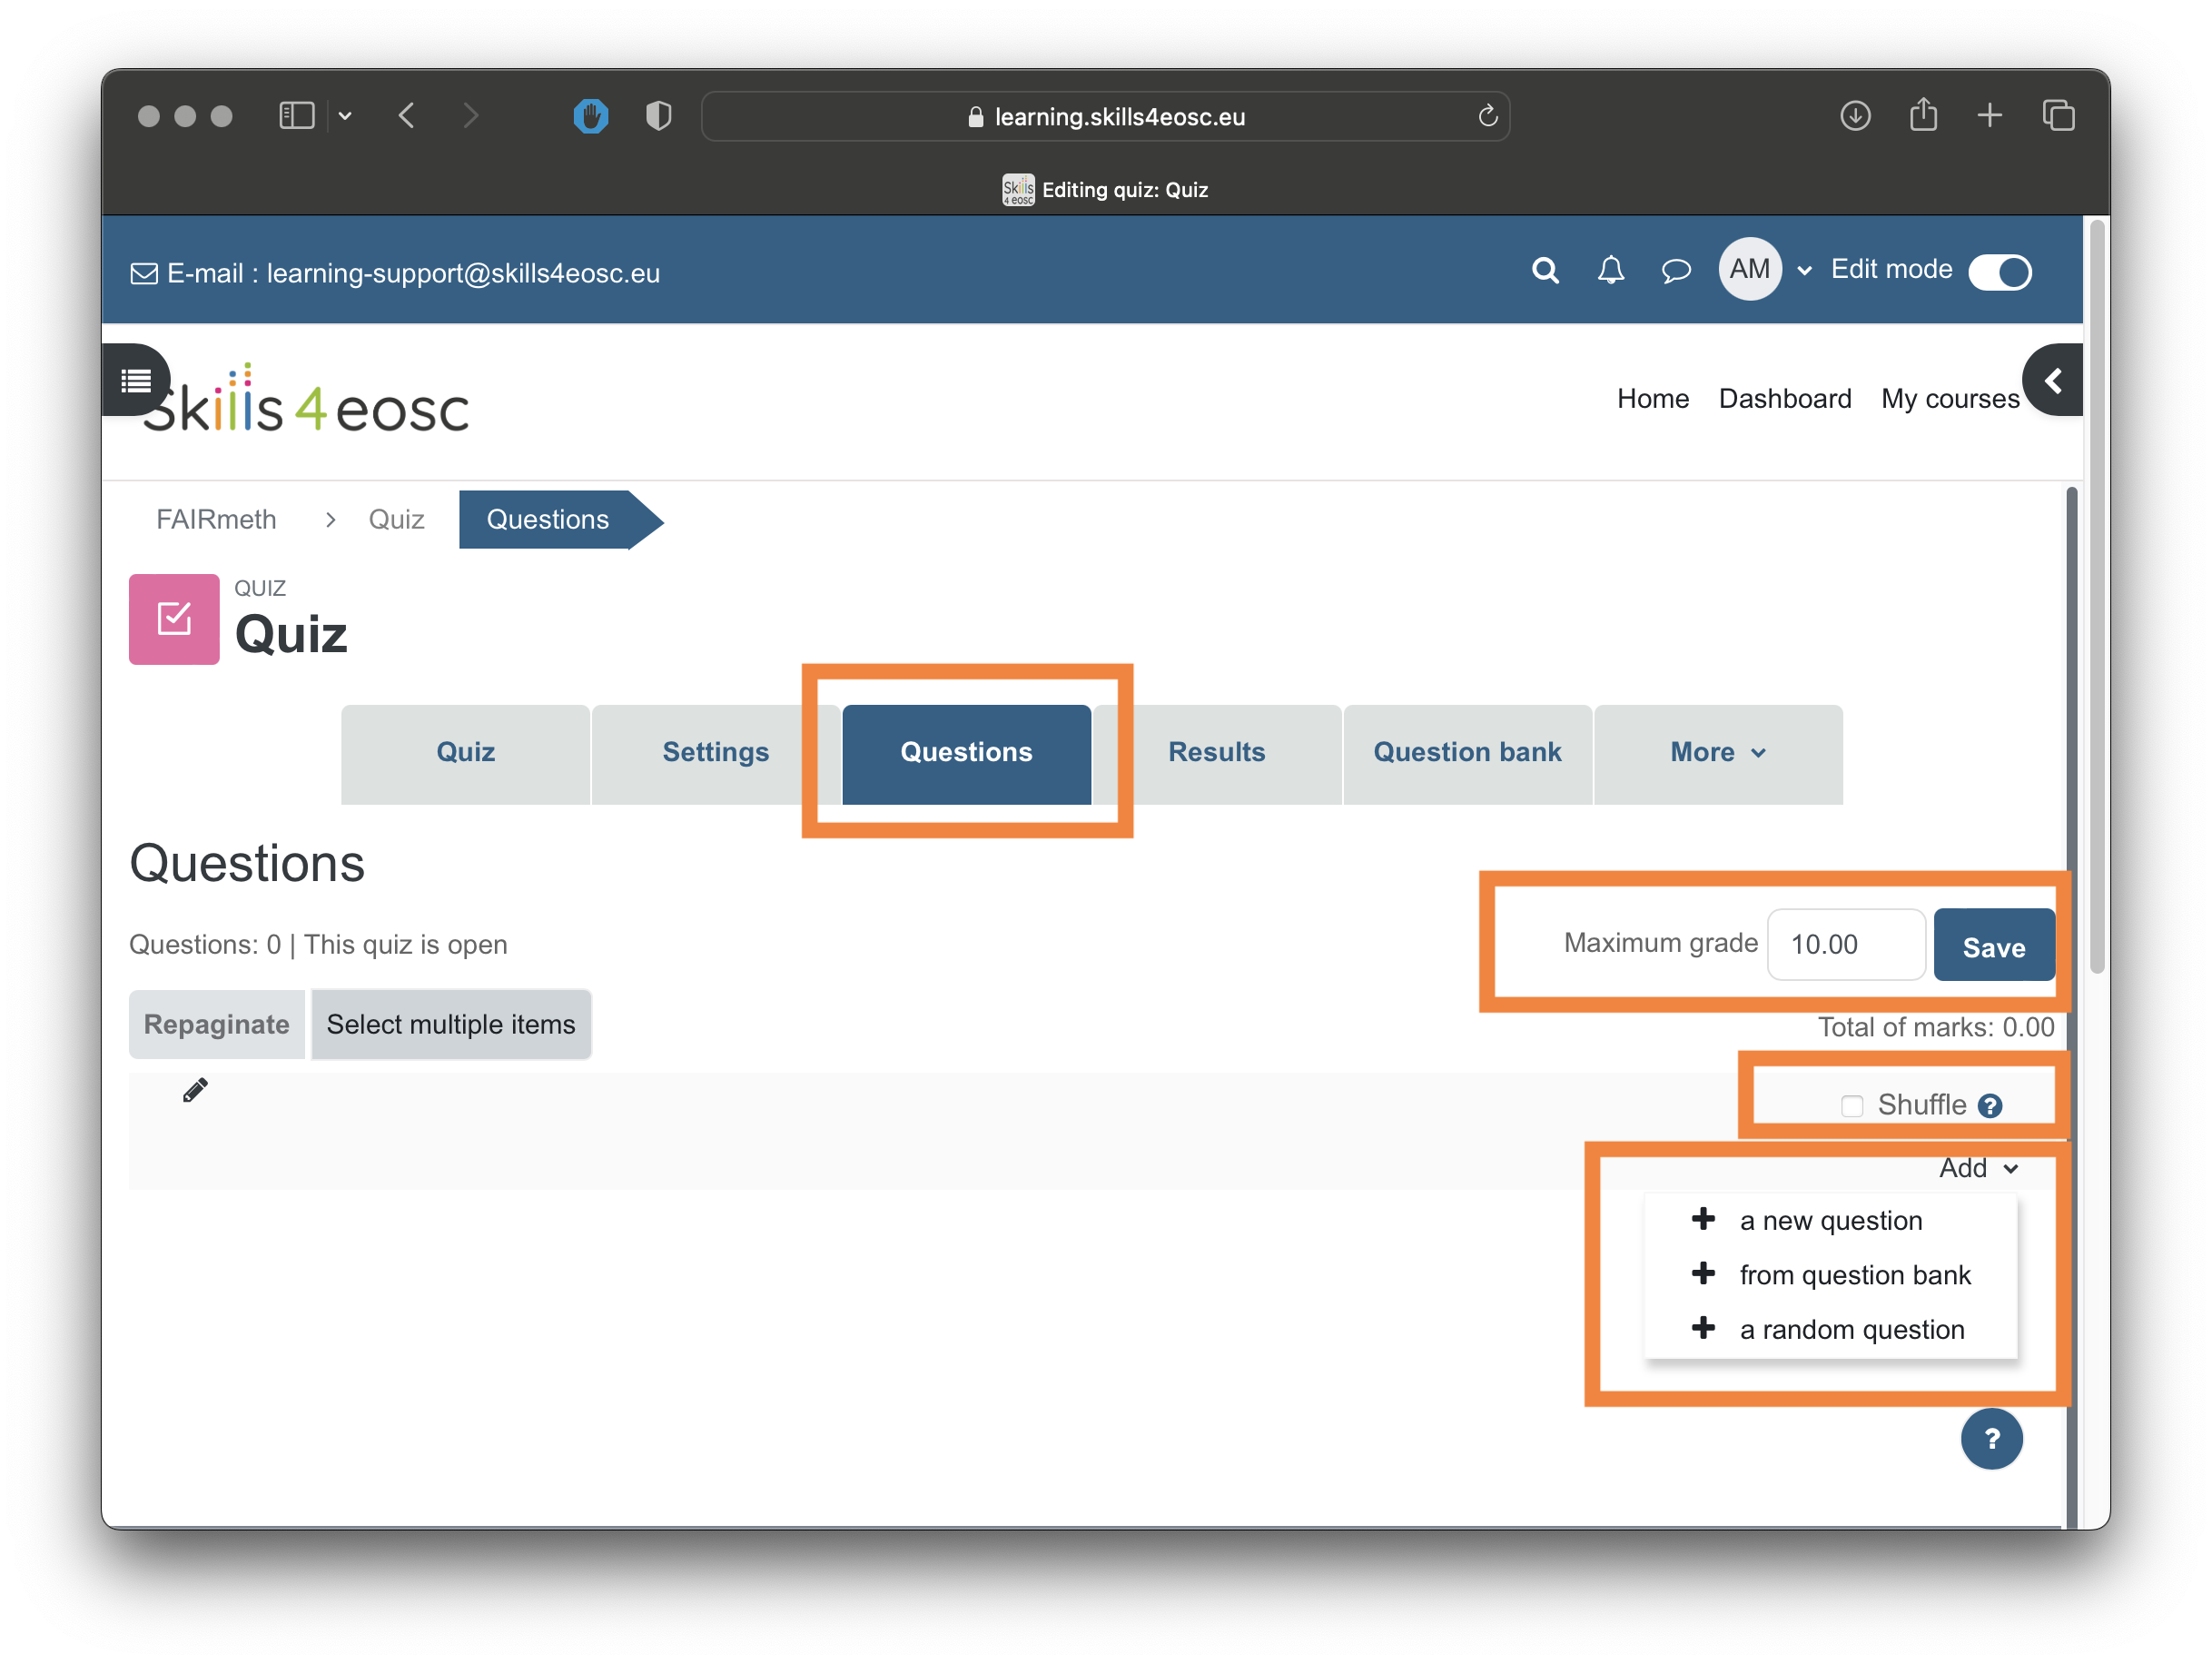 learning.skills4eosc.eu
Skills 4 eosc Editing quiz: Quiz
E-mail : learning-support@skills4eosc.eu
AM Edit mode
Skills 4 eosc
Home Dashboard My courses
FAIRmeth > Quiz Questions
QUIZ
Quiz
Quiz Settings Questions Results Question bank More
Questions
Questions: 0 | This quiz is open
Maximum grade 10.00 Save
Repaginate Select multiple items
Total of marks: 0.00
Shuffle ?
Add
+ a new question
+ from question bank
+ a random question
?